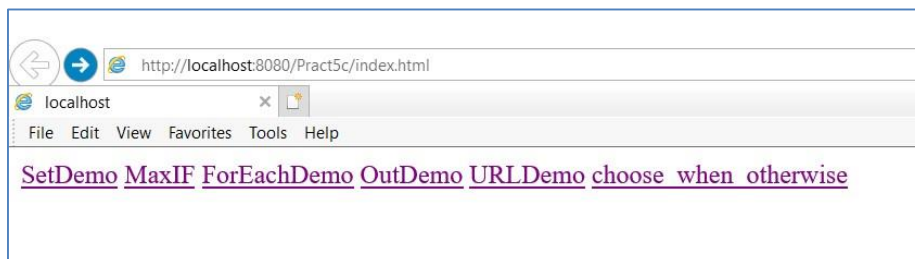 http://localhost:8080/Pract5c/index.html
localhost
File Edit View Favorites Tools Help
SetDemo MaxIF ForEachDemo OutDemo URLDemo choose_when_otherwise